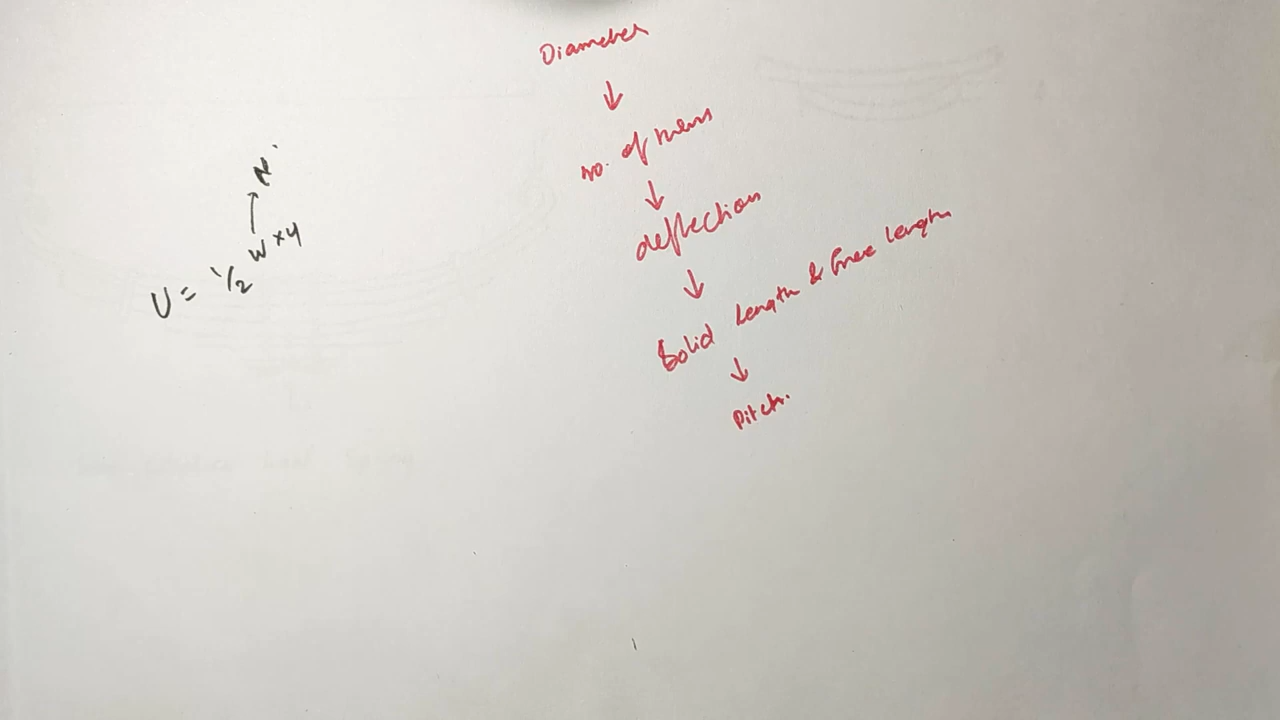 Diameter
↓
no. of turns
↓
deflection
↓
Solid Length & Free length
↓
Pitch.
N
↑
U = 1/2 W × y